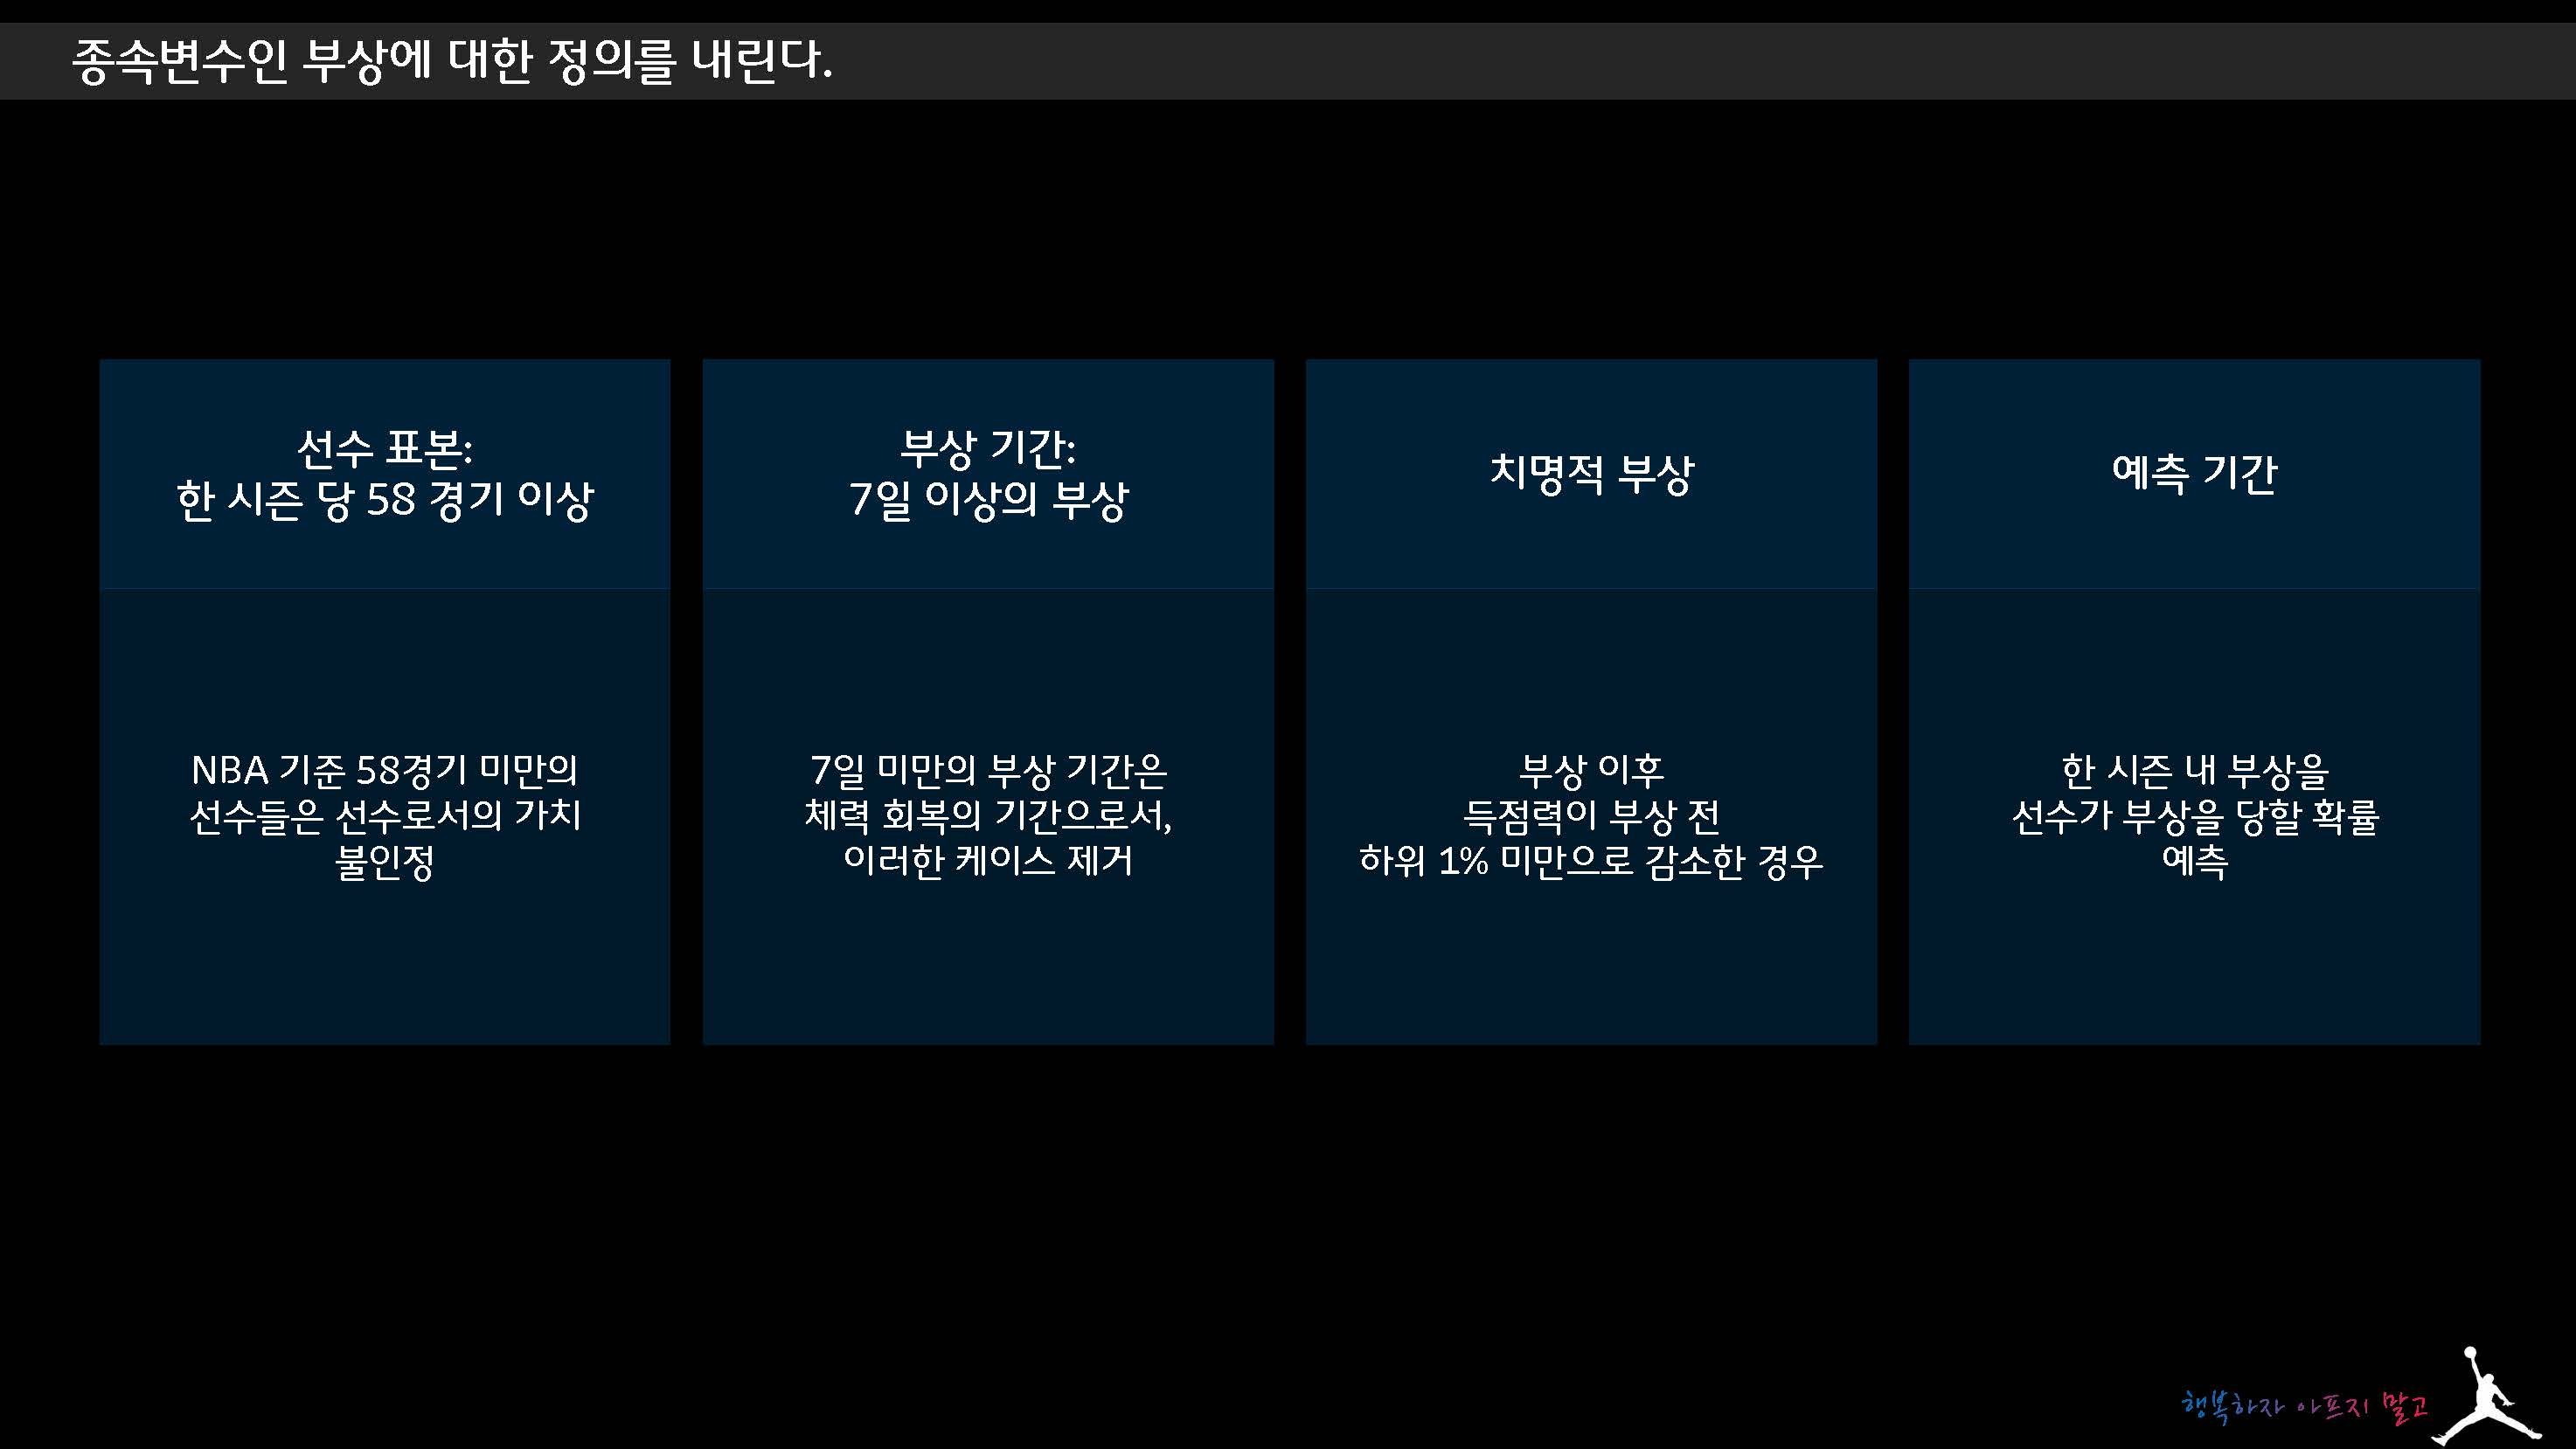 종속변수인 부상에 대한 정의를 내린다.
선수 표본:
한 시즌 당 58 경기 이상
NBA 기준 58경기 미만의
선수들은 선수로서의 가치
불인정
부상 기간:
7일 이상의 부상
7일 미만의 부상 기간은
체력 회복의 기간으로서,
이러한 케이스 제거
치명적 부상
부상 이후
득점력이 부상 전
하위 1% 미만으로 감소한 경우
예측 기간
한 시즌 내 부상을
선수가 부상을 당할 확률
예측
행복하자 아프지 말고